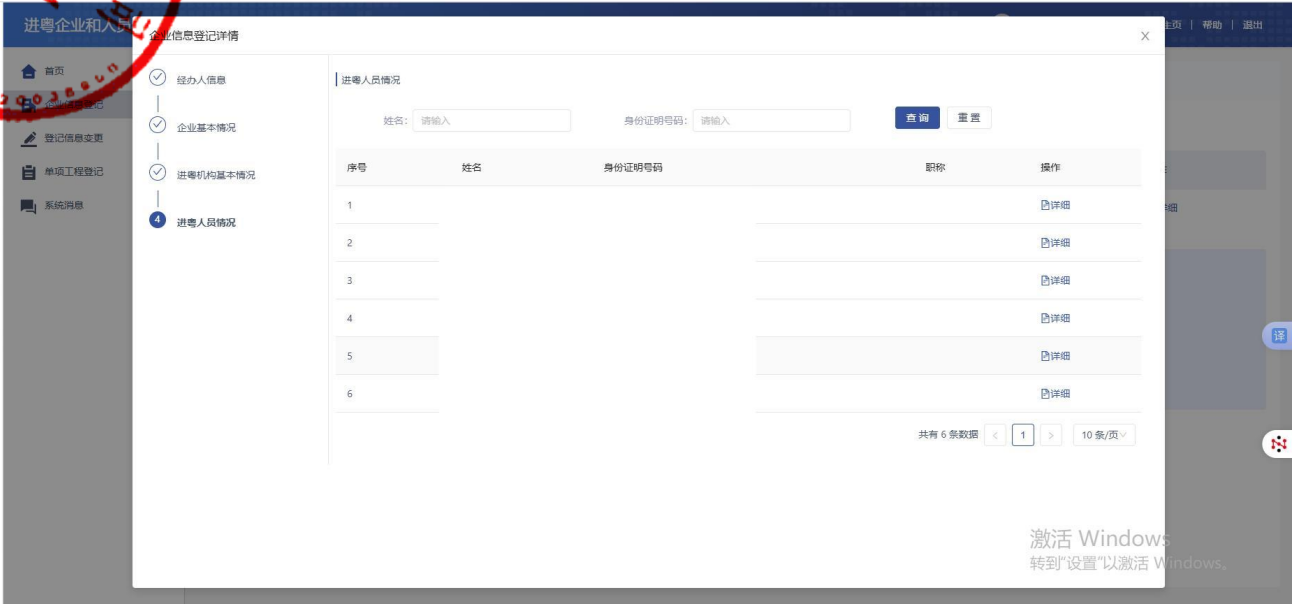 进粤企业和人员
主页 | 帮助 | 退出
企业信息登记详情
首页
企业信息登记
登记信息变更
单项工程登记
系统消息
经办人信息
企业基本情况
进粤机构基本情况
4 进粤人员情况
进粤人员情况
姓名: 请输入 身份证明号码: 请输入 查询 重置
序号 姓名 身份证明号码 职称 操作
1 详细
2 详细
3 详细
4 详细
5 详细
6 详细
共有 6 条数据 < 1 > 10 条/页
译
激活 Windows
转到"设置"以激活 Windows。